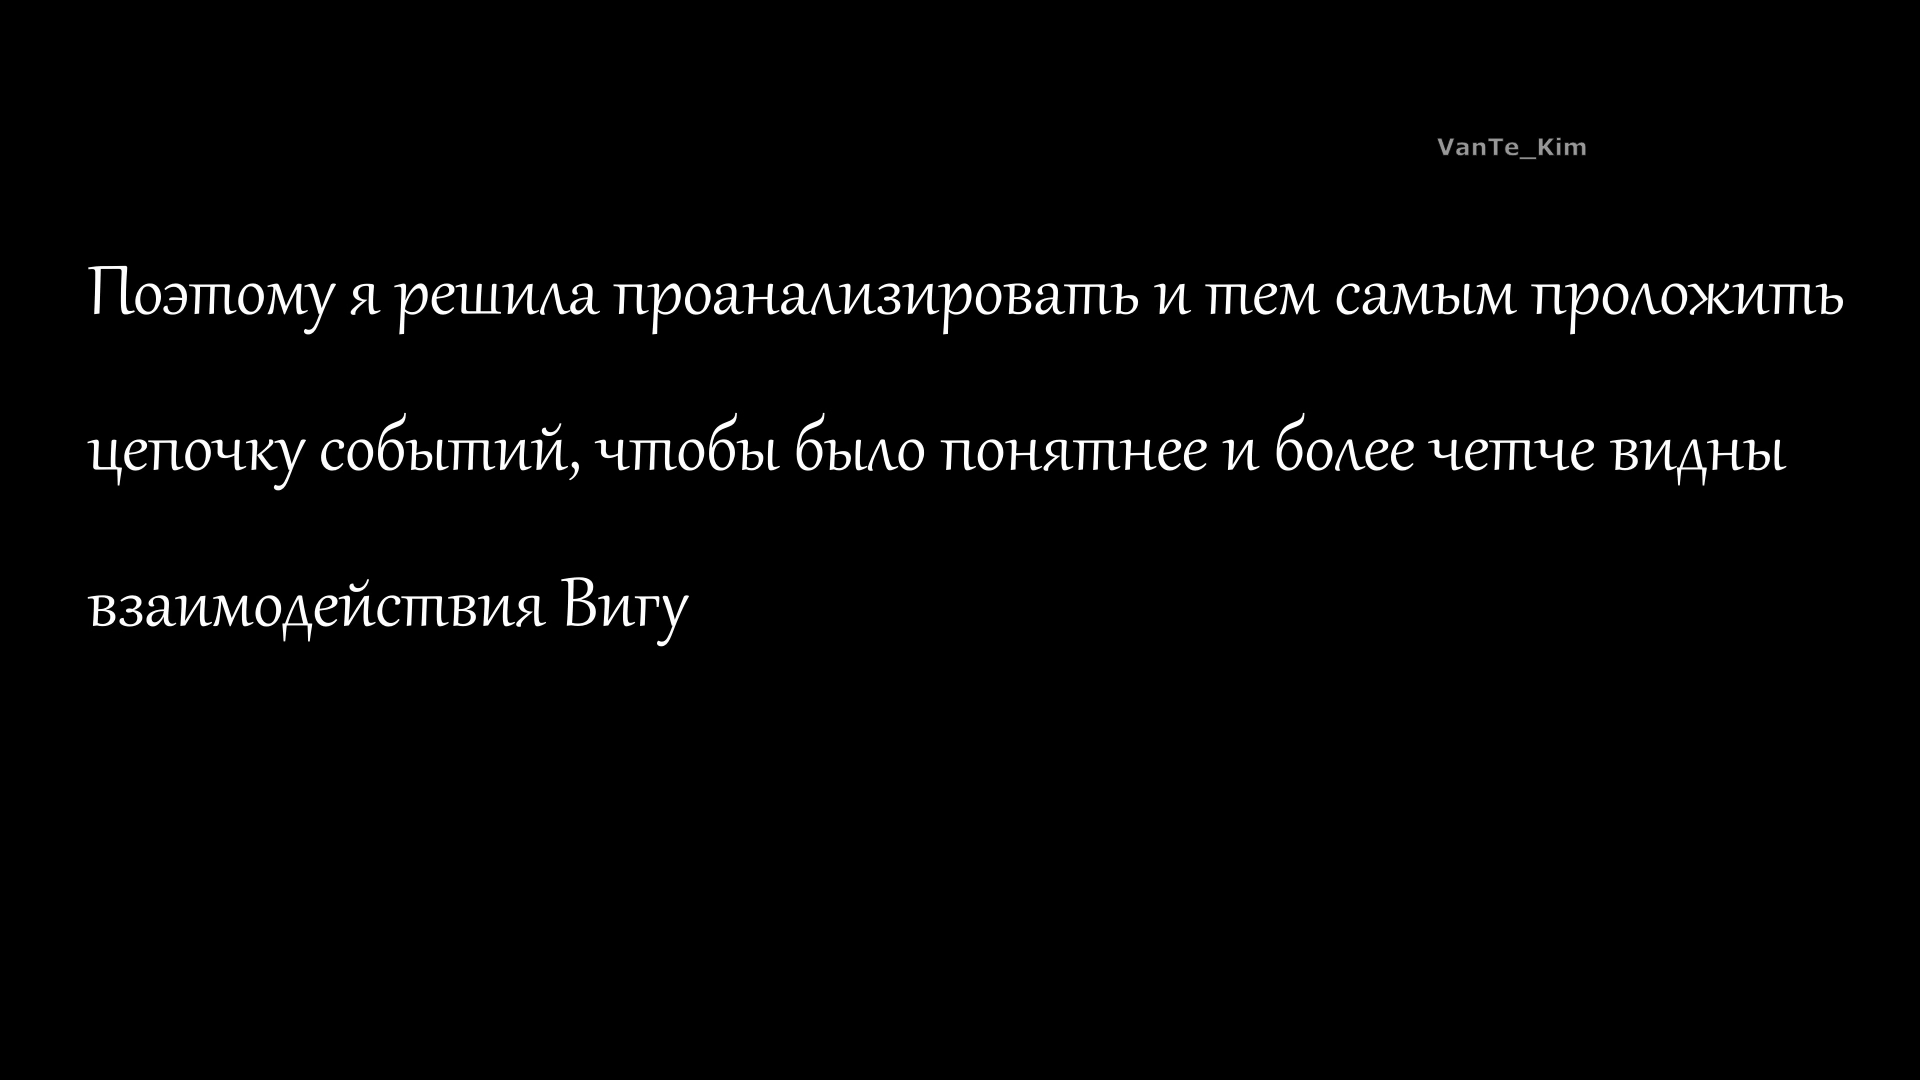 VanTe_Kim
Поэтому я решила проанализировать и тем самым проложить
цепочку событий, чтобы было понятнее и более четче видны
взаимодействия Вигу